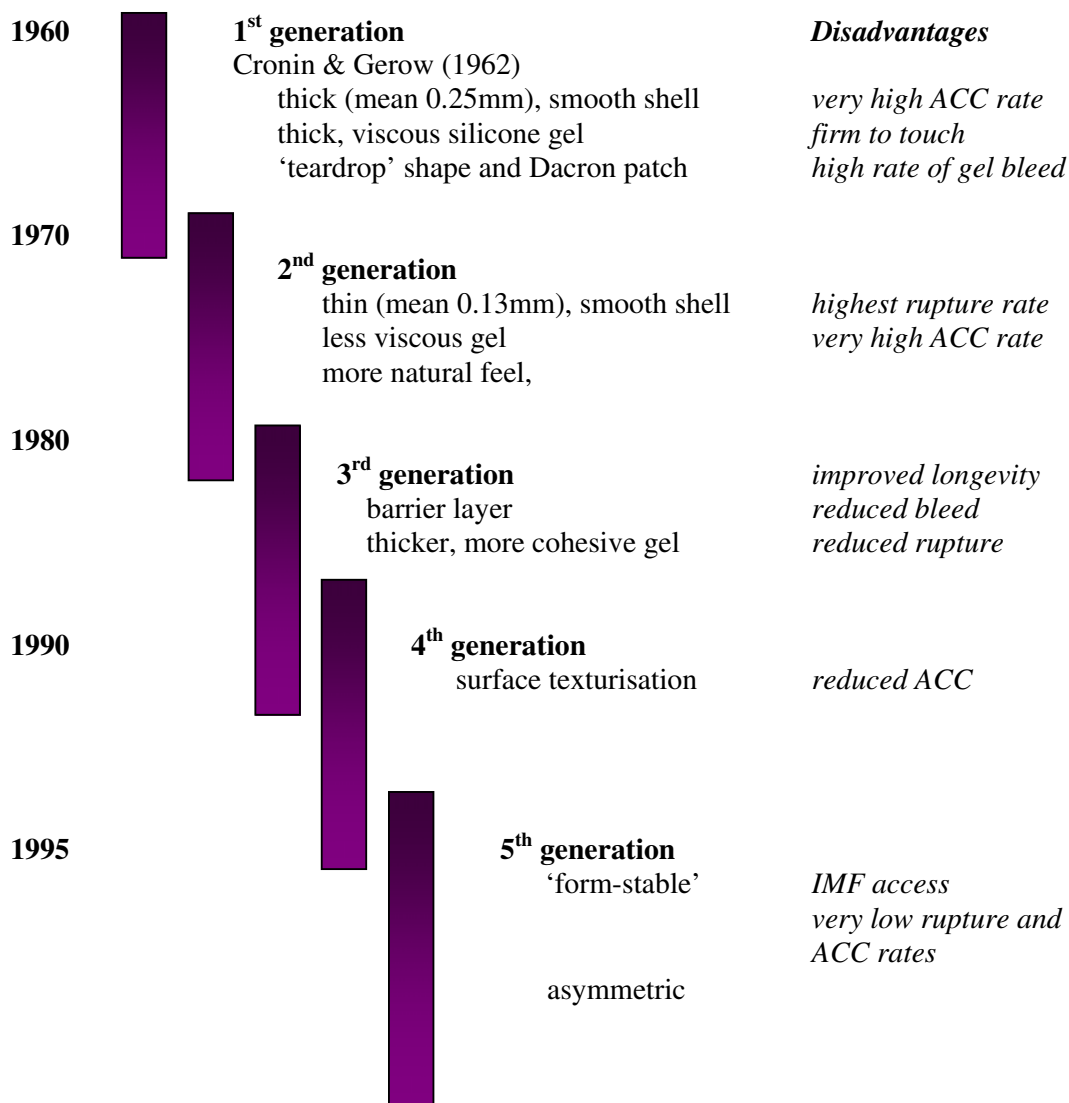 1960 1st generation Disadvantages
Cronin & Gerow (1962)
thick (mean 0.25mm), smooth shell very high ACC rate
thick, viscous silicone gel firm to touch
‘teardrop’ shape and Dacron patch high rate of gel bleed
1970
2nd generation
thin (mean 0.13mm), smooth shell highest rupture rate
less viscous gel very high ACC rate
more natural feel,
1980
3rd generation improved longevity
barrier layer reduced bleed
thicker, more cohesive gel reduced rupture
1990 4th generation
surface texturisation reduced ACC
1995 5th generation
‘form-stable’ IMF access
very low rupture and
ACC rates
asymmetric